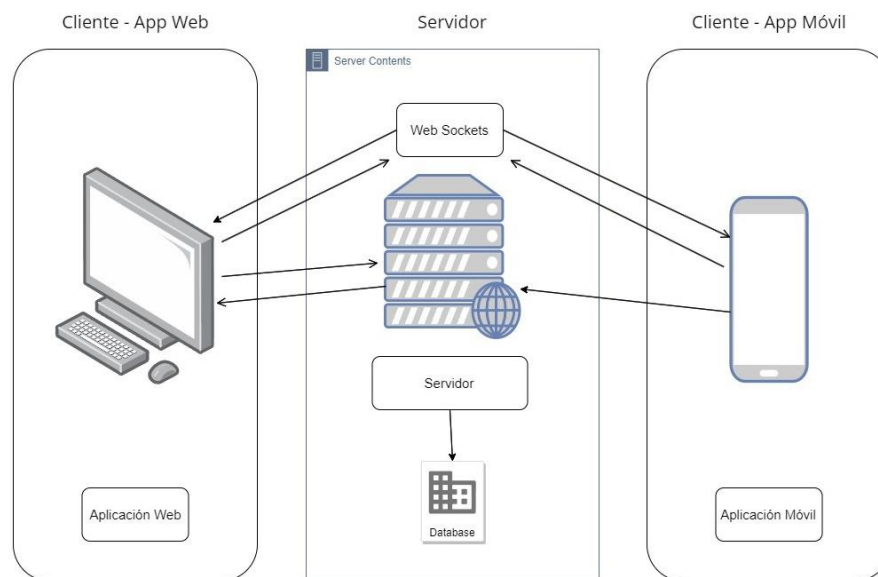 Cliente - App Web
Servidor
Cliente - App Móvil
Server Contents
Web Sockets
Servidor
Aplicación Web
Database
Aplicación Móvil